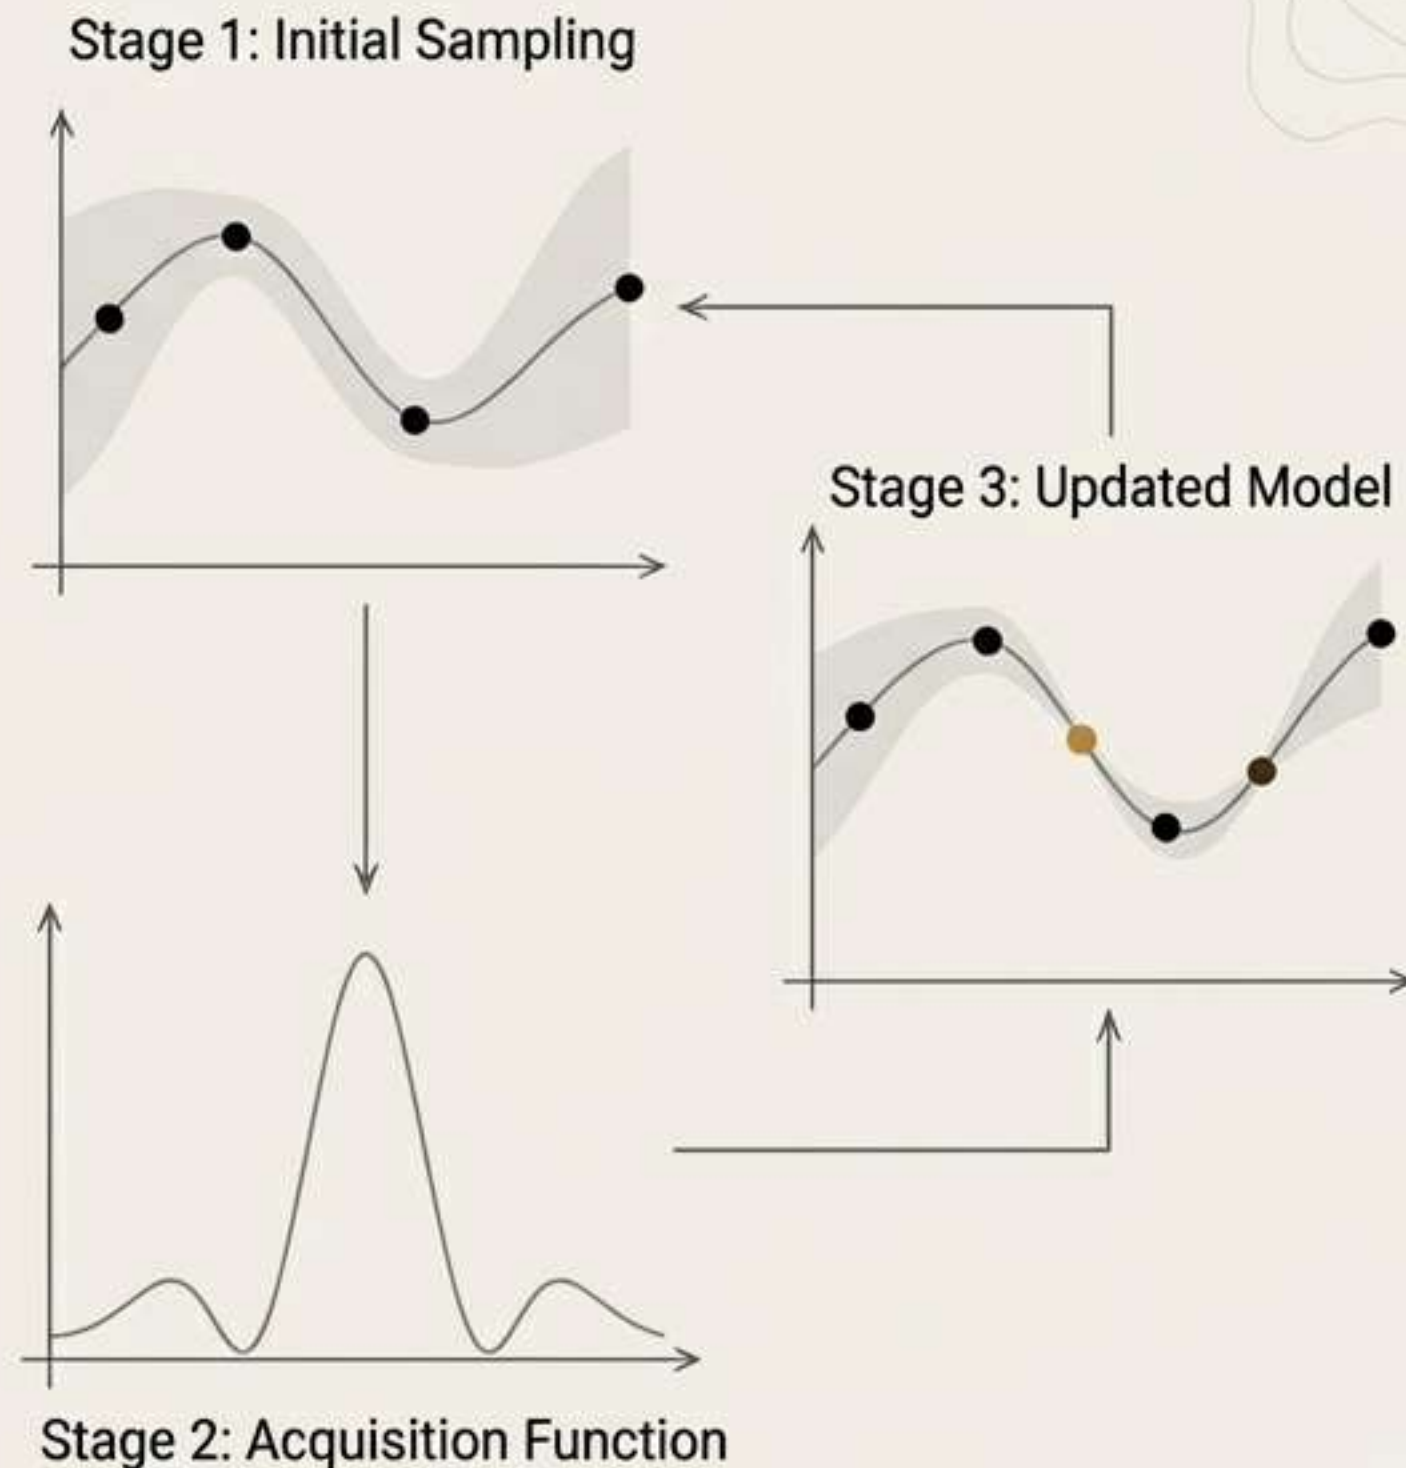 Stage 1: Initial Sampling
Stage 3: Updated Model
Stage 2: Acquisition Function